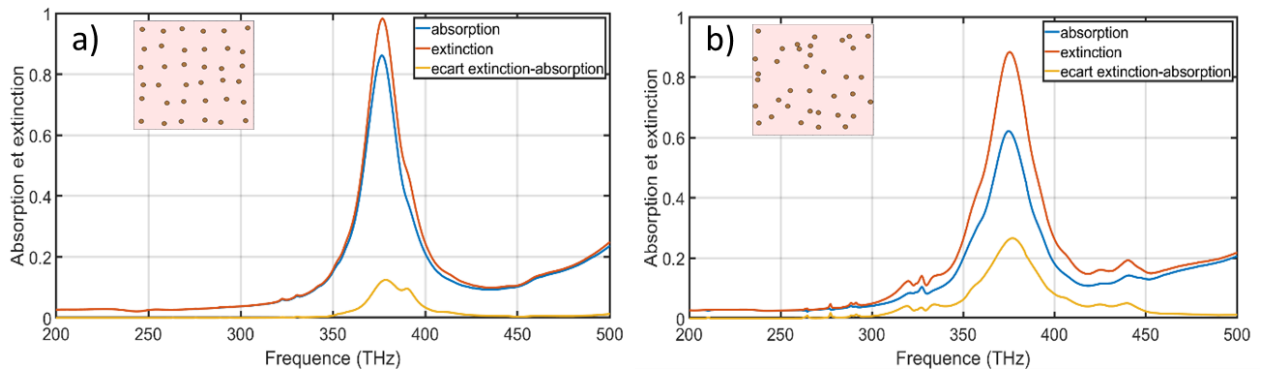 a)
absorption
extinction
ecart extinction-absorption
Absorption et extinction
1
0.8
0.6
0.4
0.2
0
200 250 300 350 400 450 500
Frequence (THz)
b)
absorption
extinction
ecart extinction-absorption
Absorption et extinction
1
0.8
0.6
0.4
0.2
0
200 250 300 350 400 450 500
Frequence (THz)